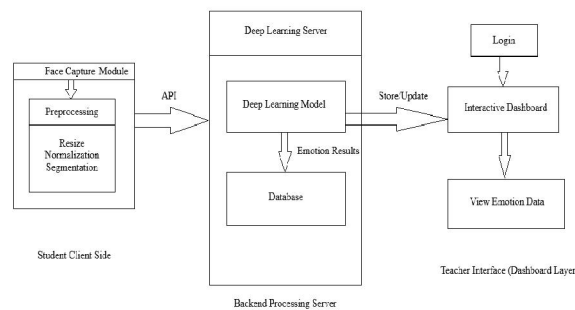 Face Capture Module
Preprocessing
Resize
Normalization
Segmentation
Student Client Side
API
Deep Learning Server
Deep Learning Model
Emotion Results
Database
Backend Processing Server
Store/Update
Login
Interactive Dashboard
View Emotion Data
Teacher Interface (Dashboard Layer